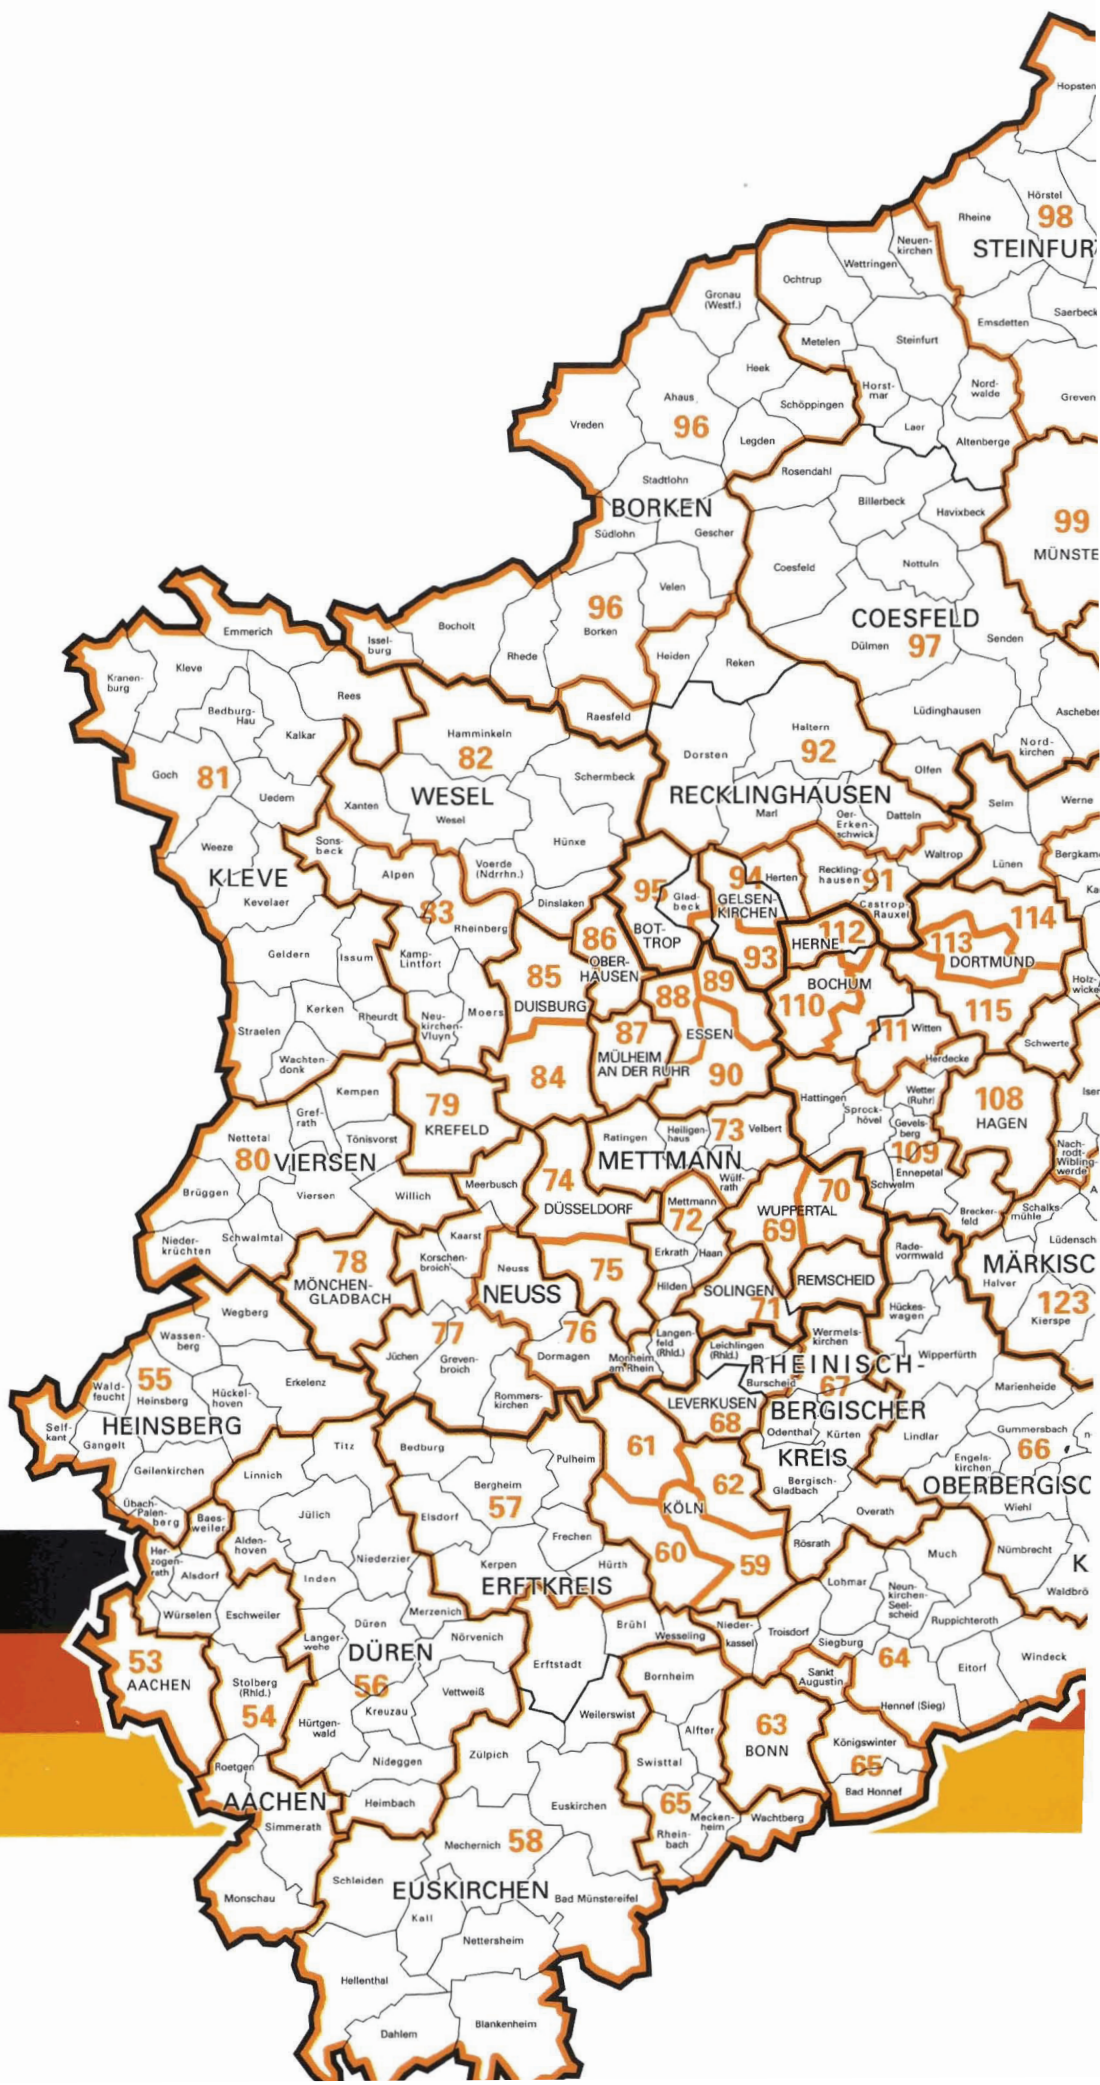 Hopsten
Hörstel
Rheine
98
STEINFUR
Neuen-
kirchen
Wettringen
Ochtrup
Gronau
(Westf.)
Saerbeck
Emsdetten
Metelen
Steinfurt
Heek
Horst-
mar
Nord-
walde
Ahaus
Schöppingen
Greven
Vreden
96
Legden
Laer
Altenberge
Rosendahl
Stadtlohn
BORKEN
Billerbeck
Havixbeck
99
Südlohn
Gescher
MÜNSTE
Coesfeld
Nottuln
Velen
96
Borken
COESFELD
Dülmen
97
Senden
Emmerich
Issel-
burg
Bocholt
Rhede
Heiden
Reken
Kranen-
burg
Kleve
Rees
Bedburg-
Hau
Kalkar
Raesfeld
Lüdinghausen
Ascheber
Hamminkeln
82
Haltern
92
Nord-
kirchen
Goch
81
Dorsten
Schermbeck
Olfen
Uedem
Xanten
WESEL
Wesel
RECKLINGHAUSEN
Marl
Oer-
Erken-
schwick
Datteln
Selm
Werne
Weeze
Sons-
beck
Hünxe
Waltrop
Lünen
Bergkam
KLEVE
Kevelaer
Alpen
Voerde
(Ndrrhn.)
95
Glad-
beck
94
Herten
GELSEN-
KIRCHEN
Reckling-
hausen
91
Castrop-
Rauxel
Ka
83
Rheinberg
Dinslaken
86
OBER-
HAUSEN
BOT-
TROP
93
HERNE
112
113
DORTMUND
114
Geldern
Issum
Kamp-
Lintfort
85
DUISBURG
88
89
BOCHUM
110
Holz-
wicke
Kerken
Rheurdt
Neu-
kirchen-
Vluyn
Moers
87
MÜLHEIM
AN DER RUHR
ESSEN
111
Witten
115
Straelen
Wachten-
donk
84
90
Herdecke
Schwerte
Kempen
79
KREFELD
Hattingen
Sprock-
hövel
Wetter
(Ruhr)
108
HAGEN
Iser
Gref-
rath
Nettetal
Tönisvorst
Ratingen
Heiligen-
haus
73
Velbert
Gevels-
berg
80
VIERSEN
METTMANN
109
Ennepetal
Nach-
rodt-
Wibling-
werde
Brüggen
Viersen
Willich
Meerbusch
74
DÜSSELDORF
Wülf-
rath
Mettmann
72
WUPPERTAL
69
70
Schwelm
Brecker-
feld
Schalks-
mühle
A
Nieder-
krüchten
Schwalmtal
Kaarst
Korschen-
broich
Erkrath
Haan
Rade-
vormwald
Lüdensch
78
MÖNCHEN-
GLADBACH
Neuss
NEUSS
75
Hilden
SOLINGEN
71
REMSCHEID
MÄRKISC
Halver
123
Kierspe
Wegberg
Hückes-
wagen
Wassen-
berg
77
76
Langen-
feld
(Rhld.)
Leichlingen
(Rhld.)
Wermels-
kirchen
Wipperfürth
Jüchen
Greven-
broich
Dormagen
Monheim
am Rhein
RHEINISCH-
Burscheid
67
55
Heinsberg
Wald-
feucht
Hückel-
hoven
Erkelenz
Rommers-
kirchen
Marienheide
HEINSBERG
LEVERKUSEN
68
BERGISCHER
Self-
kant
Gangelt
61
Odenthal
Kürten
Lindlar
Gummersbach
66
n-
Titz
Bedburg
KREIS
Engels-
kirchen
Geilenkirchen
Linnich
Pulheim
Bergheim
57
62
Bergisch-
Gladbach
OBERBERGISC
Wiehl
Übach-
Palen-
berg
Baes-
weiler
Jülich
Elsdorf
KÖLN
Overath
Frechen
Alden-
hoven
Rösrath
Nümbrecht
Her-
zogen-
rath
Alsdorf
Niederzier
Kerpen
Hürth
60
59
Much
K
Inden
ERFTKREIS
Lohmar
Neun-
kirchen-
Seel-
scheid
Waldbrö
Würselen
Eschweiler
Düren
Merzenich
Brühl
Wesseling
Nieder-
kassel
Troisdorf
Siegburg
Ruppichteroth
Langer-
wehe
DÜREN
Nörvenich
53
AACHEN
Erftstadt
Bornheim
Sankt
Augustin
64
Eitorf
Windeck
Stolberg
(Rhld.)
54
56
Kreuzau
Vettweiß
Hennef (Sieg)
Hürtgen-
wald
Weilerswist
Alfter
63
BONN
Königswinter
65
Bad Honnef
Nideggen
Zülpich
Swisttal
Roetgen
AACHEN
Heimbach
Euskirchen
65
Mecken-
heim
Wachtberg
Simmerath
Mechernich
58
Rhein-
bach
Schleiden
EUSKIRCHEN
Monschau
Bad Münstereifel
Kall
Nettersheim
Hellenthal
Blankenheim
Dahlem